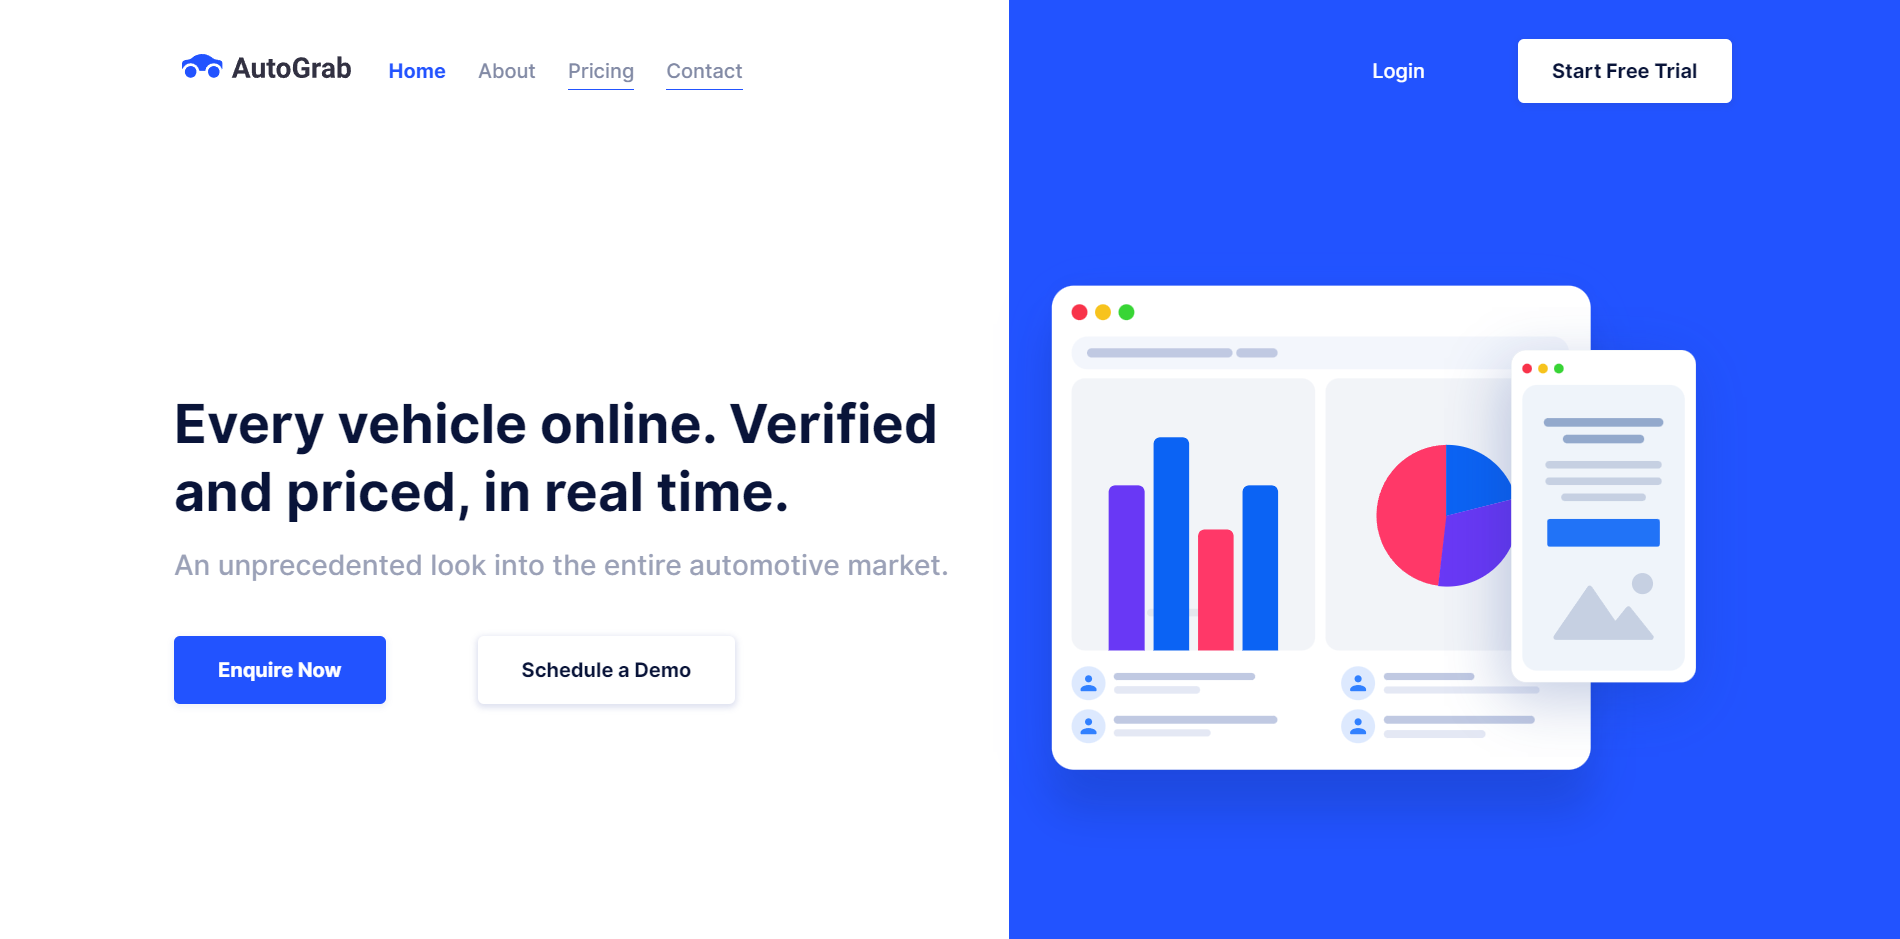 AutoGrab Home About Pricing Contact Login Start Free Trial
Every vehicle online. Verified
and priced, in real time.
An unprecedented look into the entire automotive market.
Enquire Now Schedule a Demo